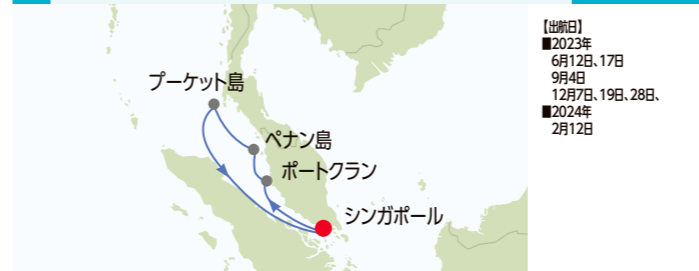 プーケット島
ペナン島
ポートクラン
シンガポール
【出航日】
■2023年
6月12日、17日
9月4日
12月7日、19日、28日、
■2024年
2月12日